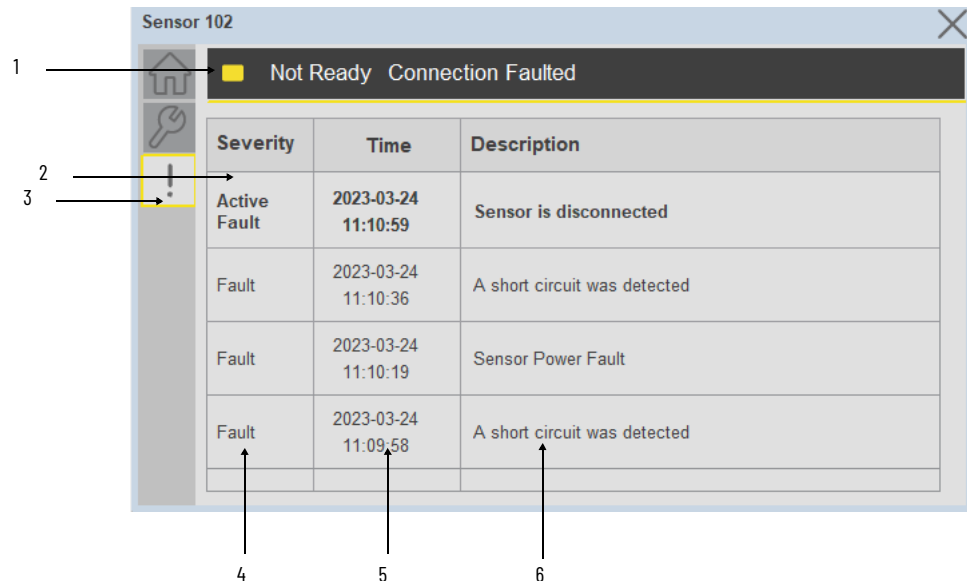 Sensor 102
1
Not Ready Connection Faulted
Severity Time Description
2
3
Active
Fault
2023-03-24
11:10:59
Sensor is disconnected
Fault
2023-03-24
11:10:36
A short circuit was detected
Fault
2023-03-24
11:10:19
Sensor Power Fault
Fault
2023-03-24
11:09:58
A short circuit was detected
4 5 6